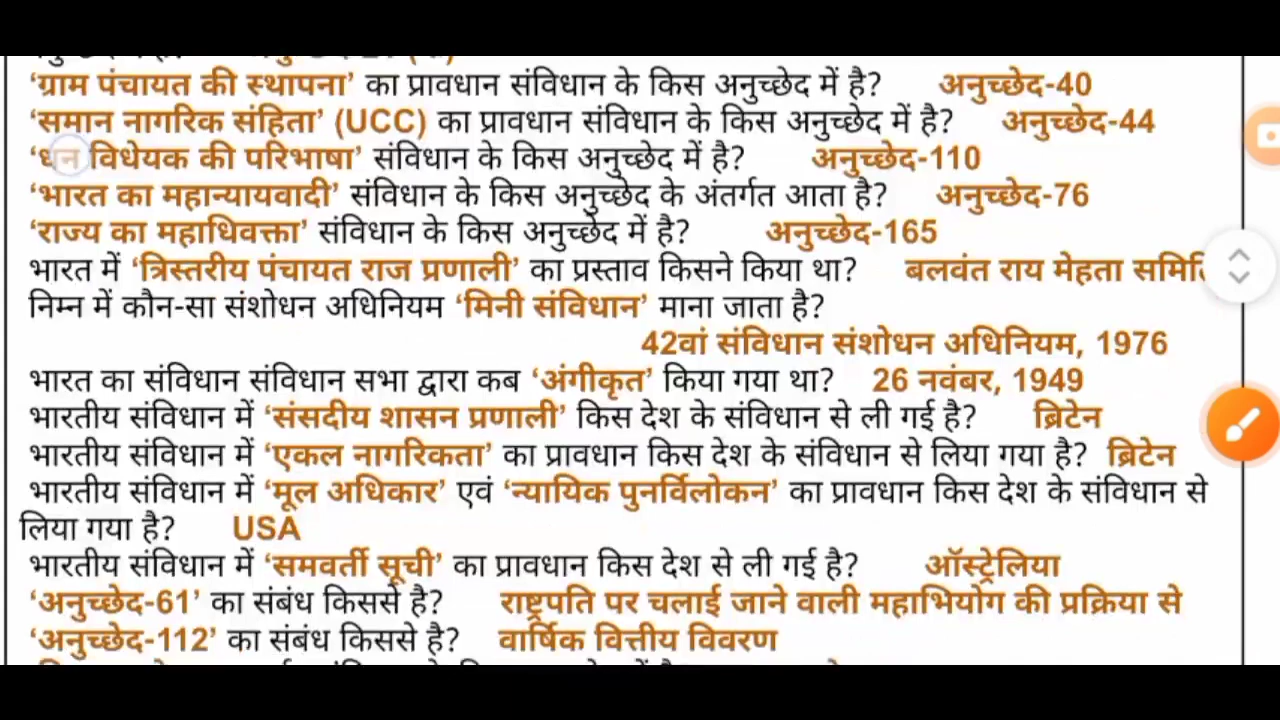 ‘ग्राम पंचायत की स्थापना’ का प्रावधान संविधान के किस अनुच्छेद में है? अनुच्छेद-40
‘समान नागरिक संहिता’ (UCC) का प्रावधान संविधान के किस अनुच्छेद में है? अनुच्छेद-44
‘धन विधेयक की परिभाषा’ संविधान के किस अनुच्छेद में है? अनुच्छेद-110
‘भारत का महान्यायवादी’ संविधान के किस अनुच्छेद के अंतर्गत आता है? अनुच्छेद-76
‘राज्य का महाधिवक्ता’ संविधान के किस अनुच्छेद में है? अनुच्छेद-165
भारत में ‘त्रिस्तरीय पंचायत राज प्रणाली’ का प्रस्ताव किसने किया था? बलवंत राय मेहता
निम्न में कौन-सा संशोधन अधिनियम ‘मिनी संविधान’ माना जाता है?
42वां संविधान संशोधन अधिनियम, 1976
भारत का संविधान संविधान सभा द्वारा कब ‘अंगीकृत’ किया गया था? 26 नवंबर, 1949
भारतीय संविधान में ‘संसदीय शासन प्रणाली’ किस देश के संविधान से ली गई है? ब्रिटेन
भारतीय संविधान में ‘एकल नागरिकता’ का प्रावधान किस देश के संविधान से लिया गया है? ब्रिटेन
भारतीय संविधान में ‘मूल अधिकार’ एवं ‘न्यायिक पुनर्विलोकन’ का प्रावधान किस देश के संविधान से
लिया गया है? USA
भारतीय संविधान में ‘समवर्ती सूची’ का प्रावधान किस देश से ली गई है? ऑस्ट्रेलिया
‘अनुच्छेद-61’ का संबंध किससे है? राष्ट्रपति पर चलाई जाने वाली महाभियोग की प्रक्रिया से
‘अनुच्छेद-112’ का संबंध किससे है? वार्षिक वित्तीय विवरण